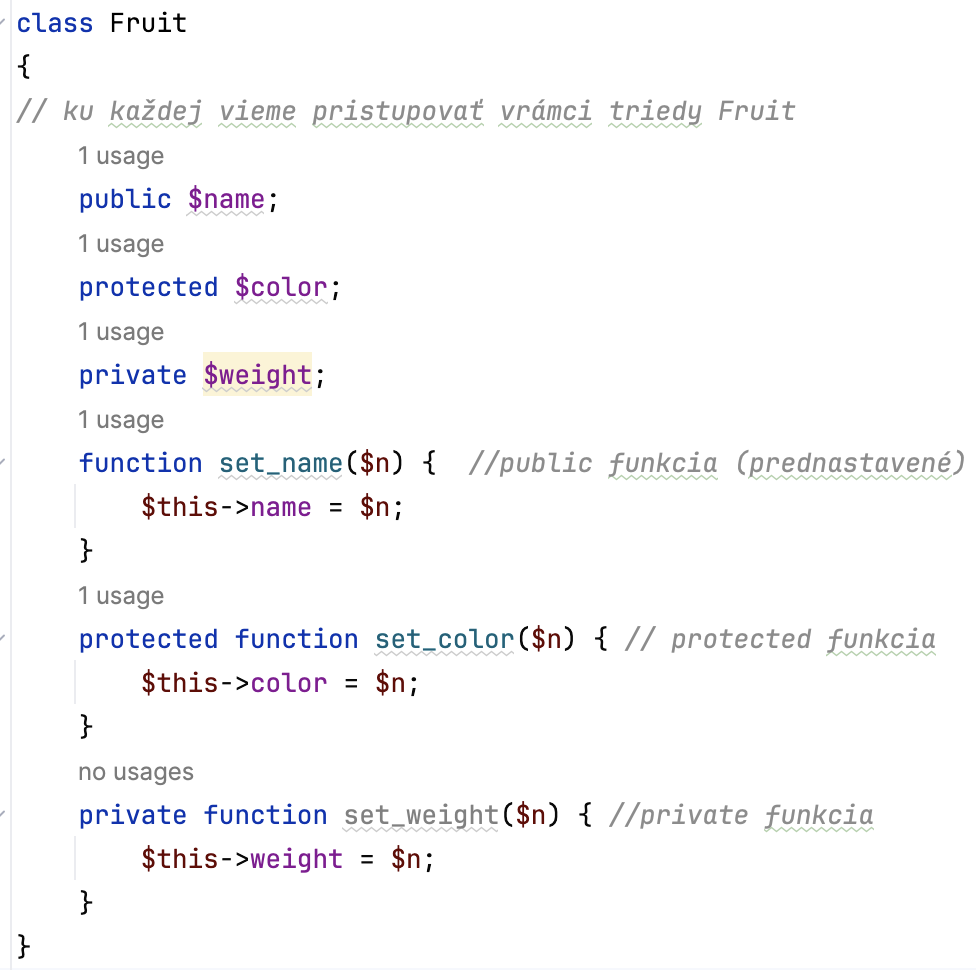 class Fruit
{
// ku každej vieme pristupovať vrámci triedy Fruit
1 usage
public $name;
1 usage
protected $color;
1 usage
private $weight;
1 usage
function set_name($n) {  //public funkcia (prednastavené)
$this->name = $n;
}
1 usage
protected function set_color($n) { // protected funkcia
$this->color = $n;
}
no usages
private function set_weight($n) { //private funkcia
$this->weight = $n;
}
}